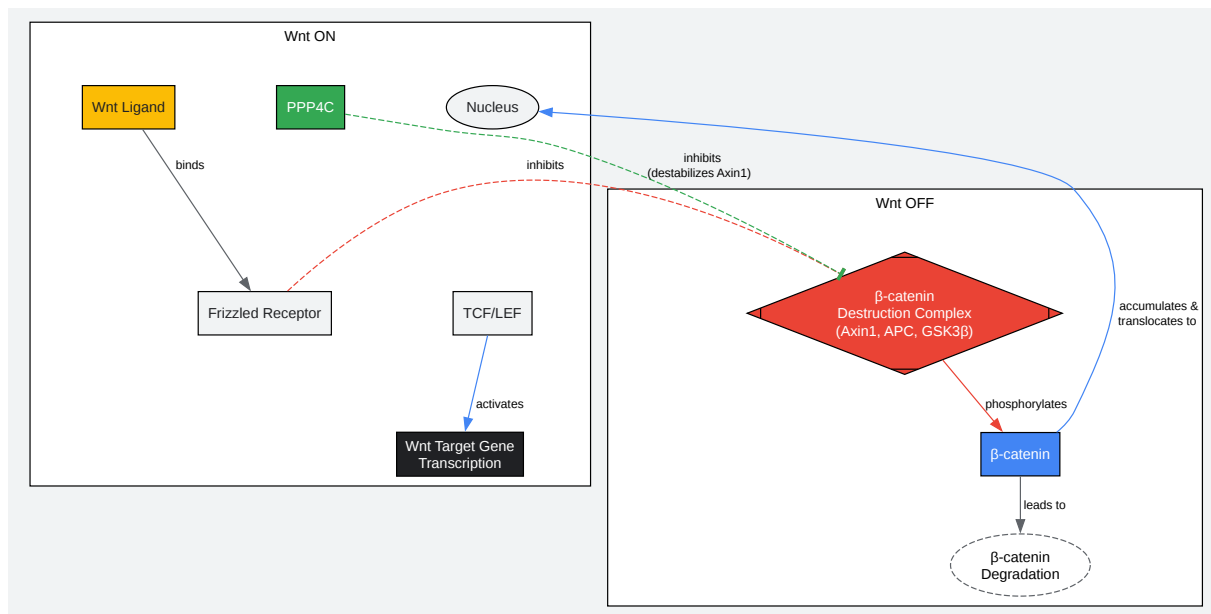 Wnt ON
Wnt Ligand
PPP4C
Nucleus
binds
inhibits
inhibits
(destabilizes Axin1)
Wnt OFF
Frizzled Receptor
TCF/LEF
β-catenin
Destruction Complex
(Axin1, APC, GSK3β)
accumulates &
translocates to
activates
phosphorylates
Wnt Target Gene
Transcription
β-catenin
leads to
β-catenin
Degradation